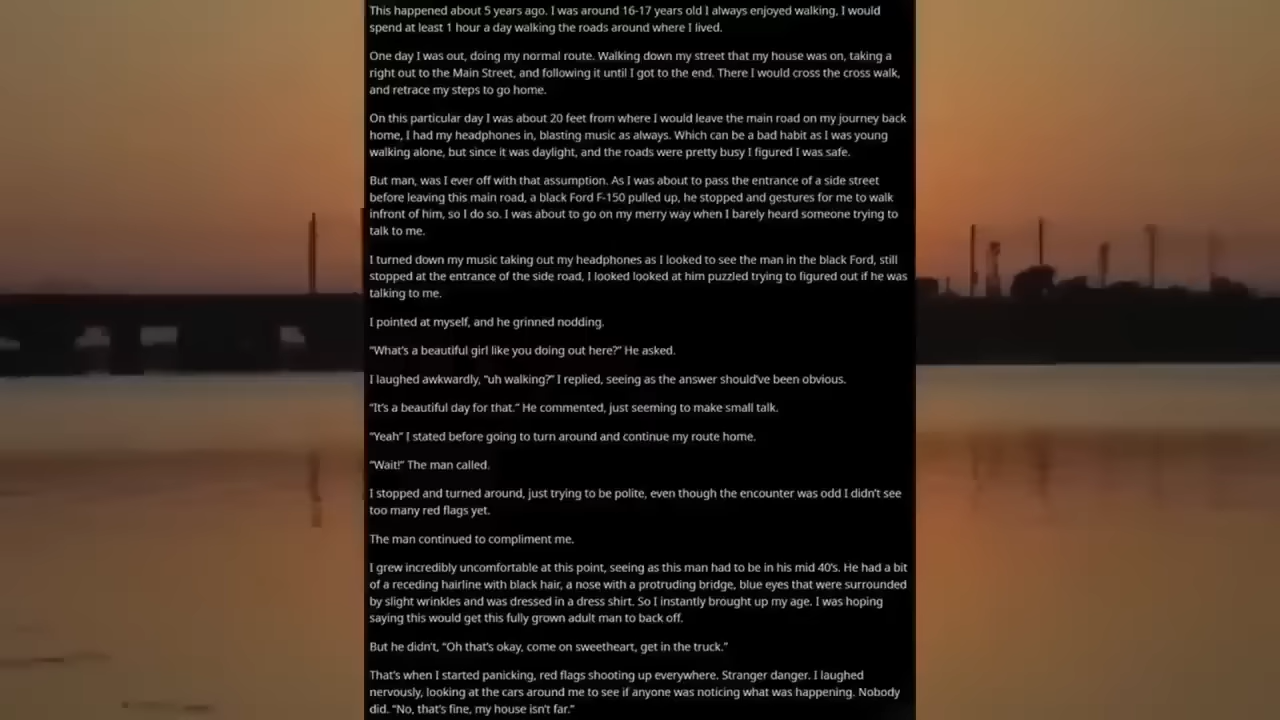 This happened about 5 years ago. I was around 16-17 years old I always enjoyed walking, I would
spend at least 1 hour a day walking the roads around where I lived.
One day I was out, doing my normal route. Walking down my street that my house was on, taking a
right out to the Main Street, and following it until I got to the end. There I would cross the cross walk,
and retrace my steps to go home.
On this particular day I was about 20 feet from where I would leave the main road on my journey back
home, I had my headphones in, blasting music as always. Which can be a bad habit as I was young
walking alone, but since it was daylight, and the roads were pretty busy I figured I was safe.
But man, was I ever off with that assumption. As I was about to pass the entrance of a side street
before leaving this main road, a black Ford F-150 pulled up, he stopped and gestures for me to walk
infront of him, so I do so. I was about to go on my merry way when I barely heard someone trying to
talk to me.
I turned down my music taking out my headphones as I looked to see the man in the black Ford, still
stopped at the entrance of the side road, I looked looked at him puzzled trying to figured out if he was
talking to me.
I pointed at myself, and he grinned nodding.
“What’s a beautiful girl like you doing out here?” He asked.
I laughed awkwardly, “uh walking?” I replied, seeing as the answer should’ve been obvious.
“It’s a beautiful day for that.” He commented, just seeming to make small talk.
“Yeah” I stated before going to turn around and continue my route home.
“Wait!” The man called.
I stopped and turned around, just trying to be polite, even though the encounter was odd I didn’t see
too many red flags yet.
The man continued to compliment me.
I grew incredibly uncomfortable at this point, seeing as this man had to be in his mid 40’s. He had a bit
of a receding hairline with black hair, a nose with a protruding bridge, blue eyes that were surrounded
by slight wrinkles and was dressed in a dress shirt. So I instantly brought up my age. I was hoping
saying this would get this fully grown adult man to back off.
But he didn’t, “Oh that’s okay, come on sweetheart, get in the truck.”
That’s when I started panicking, red flags shooting up everywhere. Stranger danger. I laughed
nervously, looking at the cars around me to see if anyone was noticing what was happening. Nobody
did. “No, that’s fine, my house isn’t far.”